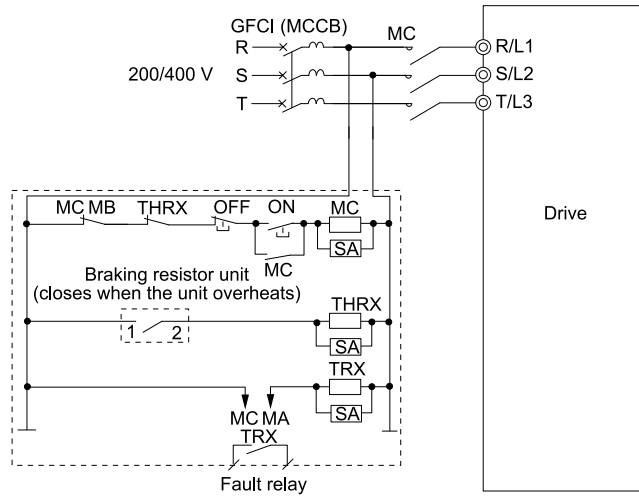 GFCI (MCCB)
MC
R
R/L1
200/400 V
S
S/L2
T
T/L3
Drive
MC MB
THRX
OFF
ON
MC
SA
MC
Braking resistor unit
(closes when the unit overheats)
THRX
1
2
SA
TRX
SA
MC MA
TRX
Fault relay